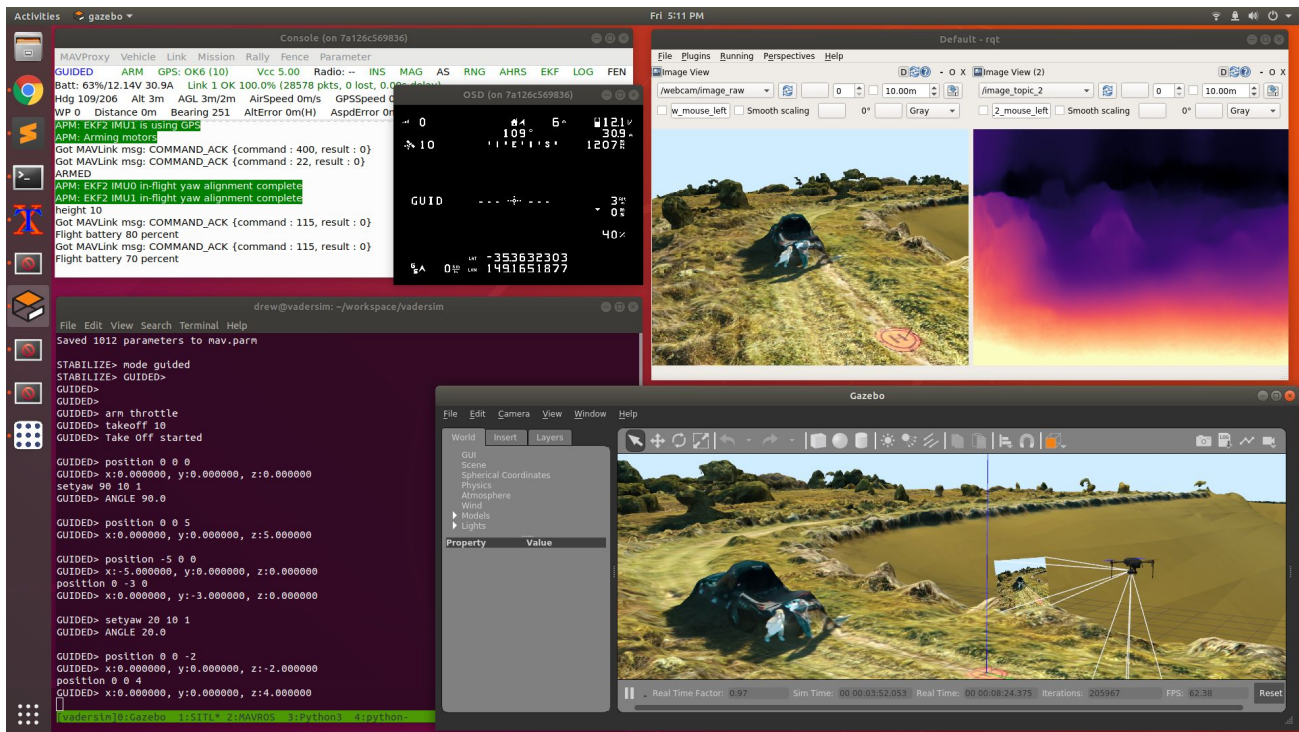 Activities gazebo
Fri 5:11 PM
Console (on 7a126c569836)
MAVProxy Vehicle Link Mission Rally Fence Parameter
GUIDED ARM GPS: OK6 (10) Vcc 5.00 Radio: -- INS MAG AS RNG AHRS EKF LOG FEN
Batt: 63%/12.14V 30.9A Link 1 OK 100.0% (28578 pkts, 0 lost,
Hdg 109/206 Alt 3m AGL 3m/2m AirSpeed 0m/s GPSSpeed
WP 0 Distance 0m Bearing 251 AltError 0m(H) AspdError
APM: EKF2 IMU1 is using GPS
APM: Arming motors
Got MAVLink msg: COMMAND_ACK {command : 400, result : 0}
Got MAVLink msg: COMMAND_ACK {command : 22, result : 0}
ARMED
APM: EKF2 IMU0 in-flight yaw alignment complete
APM: EKF2 IMU1 in-flight yaw alignment complete
height 10
Got MAVLink msg: COMMAND_ACK {command : 115, result : 0}
Flight battery 80 percent
Got MAVLink msg: COMMAND_ACK {command : 115, result : 0}
Flight battery 70 percent
OSD (on 7a126c569836)
0 6 12.1
109° 30.9
10 E 1207
GUID 3
0
40%
LAT -35.3632303
0 LON 149.1651877
Default - rqt
File Plugins Running Perspectives Help
Image View D - O X
/webcam/image_raw 0 10.00m
w_mouse_left Smooth scaling 0° Gray
Image View (2) D - O X
/image_topic_2 0 10.00m
2_mouse_left Smooth scaling 0° Gray
drew@vadersim: ~/workspace/vadersim
File Edit View Search Terminal Help
Saved 1012 parameters to mav.parm
STABILIZE> mode guided
STABILIZE> GUIDED>
GUIDED>
GUIDED>
GUIDED> arm throttle
GUIDED> takeoff 10
GUIDED> Take Off started
GUIDED> position 0 0 0
GUIDED> x:0.000000, y:0.000000, z:0.000000
setyaw 90 10 1
GUIDED> ANGLE 90.0
GUIDED> position 0 0 5
GUIDED> x:0.000000, y:0.000000, z:5.000000
GUIDED> position -5 0 0
GUIDED> x:-5.000000, y:0.000000, z:0.000000
position 0 -3 0
GUIDED> x:0.000000, y:-3.000000, z:0.000000
GUIDED> setyaw 20 10 1
GUIDED> ANGLE 20.0
GUIDED> position 0 0 -2
GUIDED> x:0.000000, y:0.000000, z:-2.000000
position 0 0 4
GUIDED> x:0.000000, y:0.000000, z:4.000000
[vadersim]0:Gazebo 1:SITL* 2:MAVROS 3:Python3 4:python-
Gazebo
File Edit Camera View Window Help
World Insert Layers
GUI
Scene
Spherical Coordinates
Physics
Atmosphere
Wind
Models
Lights
Property Value
Real Time Factor: 0.97 Sim Time: 00 00:03:52.053 Real Time: 00 00:08:24.375 Iterations: 205967 FPS: 62.38 Reset